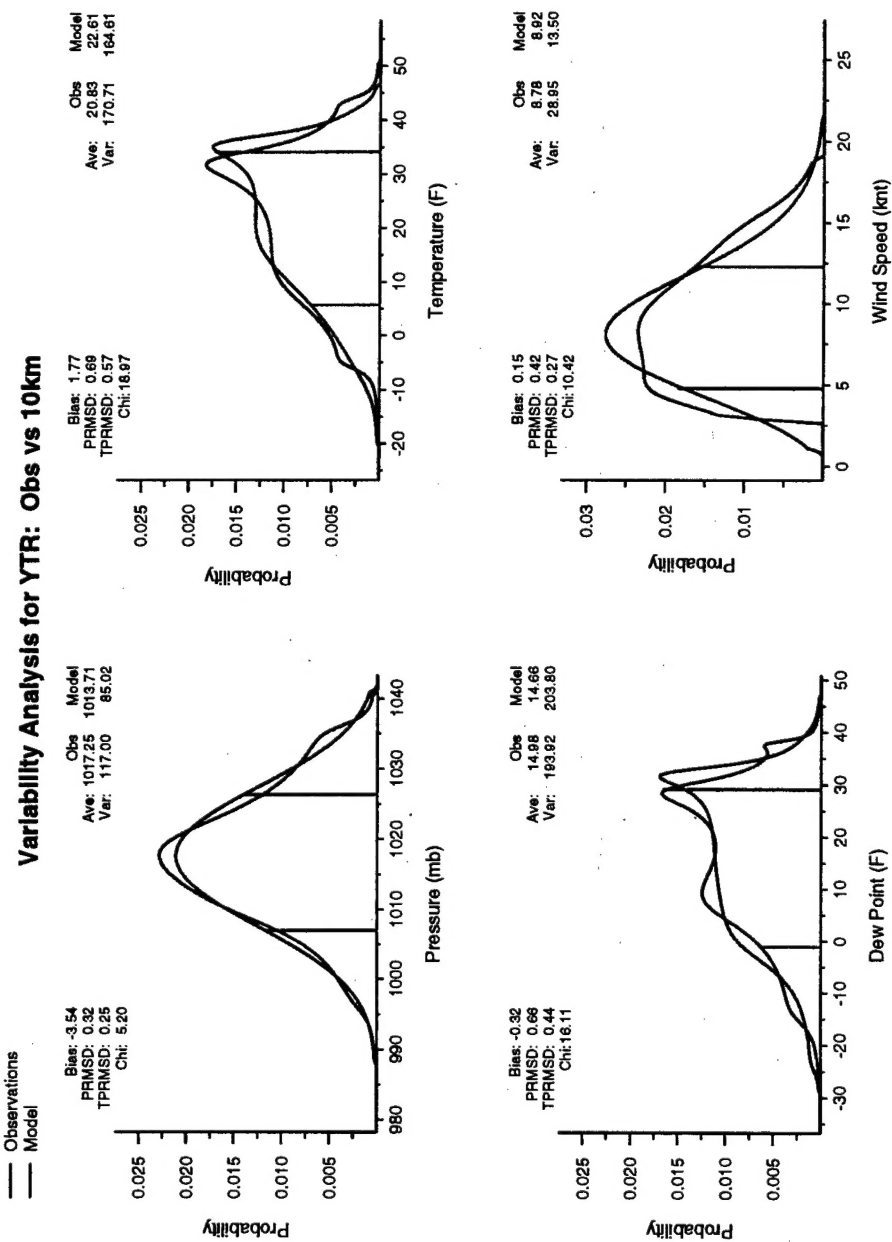 Observations
Model
Variability Analysis for YTR: Obs vs 10km
Bias: -3.54
PRMSD: 0.32
TPRMSD: 0.25
Chi: 5.20
Obs Model
Ave: 1017.25 1013.71
Var: 117.00 85.02
Probability
0.025
0.020
0.015
0.010
0.005
980 990 1000 1010 1020 1030 1040
Pressure (mb)
Bias: 1.77
PRMSD: 0.69
TPRMSD: 0.57
Chi: 18.97
Obs Model
Ave: 20.83 22.61
Var: 170.71 164.61
Probability
0.025
0.020
0.015
0.010
0.005
-20 -10 0 10 20 30 40 50
Temperature (F)
Bias: -0.32
PRMSD: 0.66
TPRMSD: 0.44
Chi: 16.11
Obs Model
Ave: 14.98 14.66
Var: 193.92 203.80
Probability
0.025
0.020
0.015
0.010
0.005
-30 -20 -10 0 10 20 30 40 50
Dew Point (F)
Bias: 0.15
PRMSD: 0.42
TPRMSD: 0.27
Chi: 10.42
Obs Model
Ave: 8.78 8.92
Var: 28.95 13.50
Probability
0.03
0.02
0.01
0 5 10 15 20 25
Wind Speed (knt)